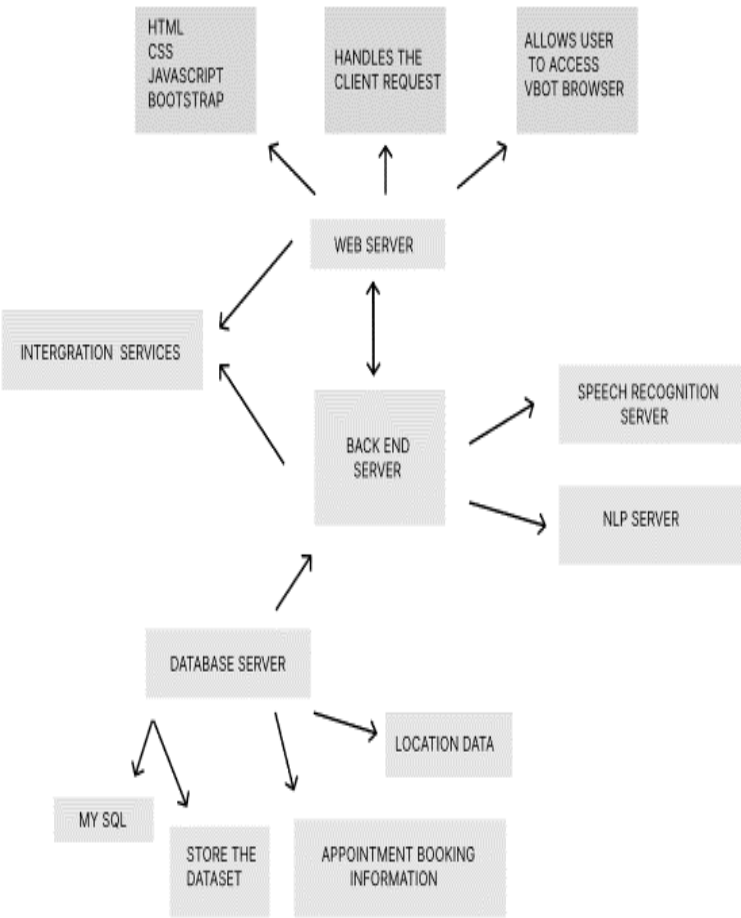 HTML
CSS
JAVASCRIPT
BOOTSTRAP
HANDLES THE
CLIENT REQUEST
ALLOWS USER
TO ACCESS
VBOT BROWSER
WEB SERVER
INTERGRATION SERVICES
BACK END
SERVER
SPEECH RECOGNITION
SERVER
NLP SERVER
DATABASE SERVER
LOCATION DATA
MY SQL
STORE THE
DATASET
APPOINTMENT BOOKING
INFORMATION